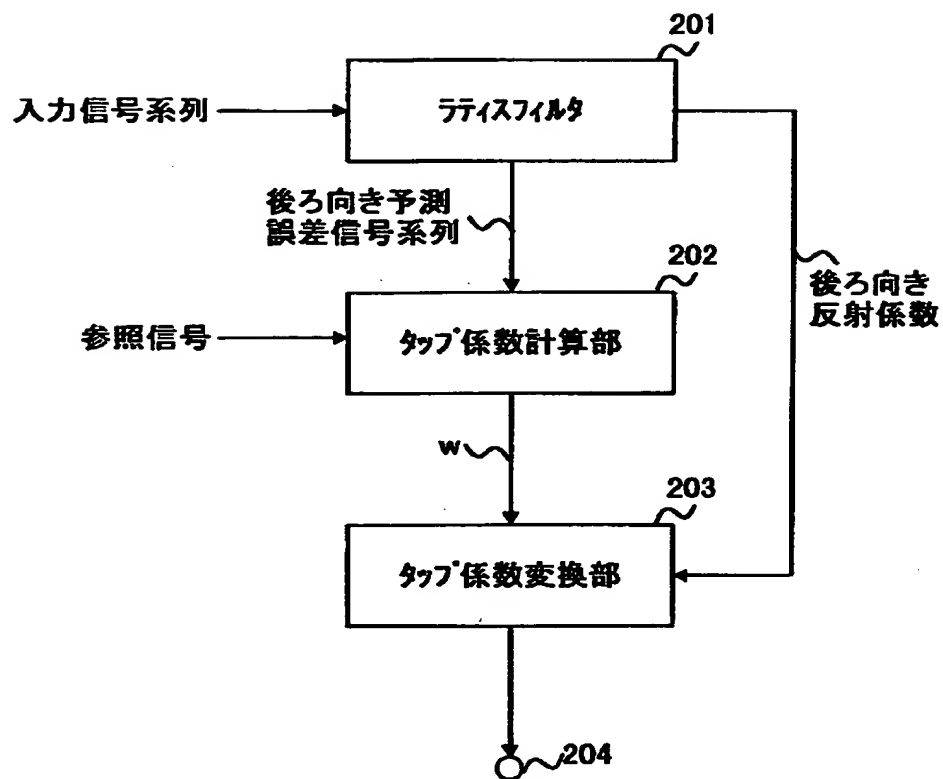 201
入力信号系列
ラティスフィルタ
後ろ向き予測
誤差信号系列
202
後ろ向き
反射係数
参照信号
タップ係数計算部
w
203
タップ係数変換部
204